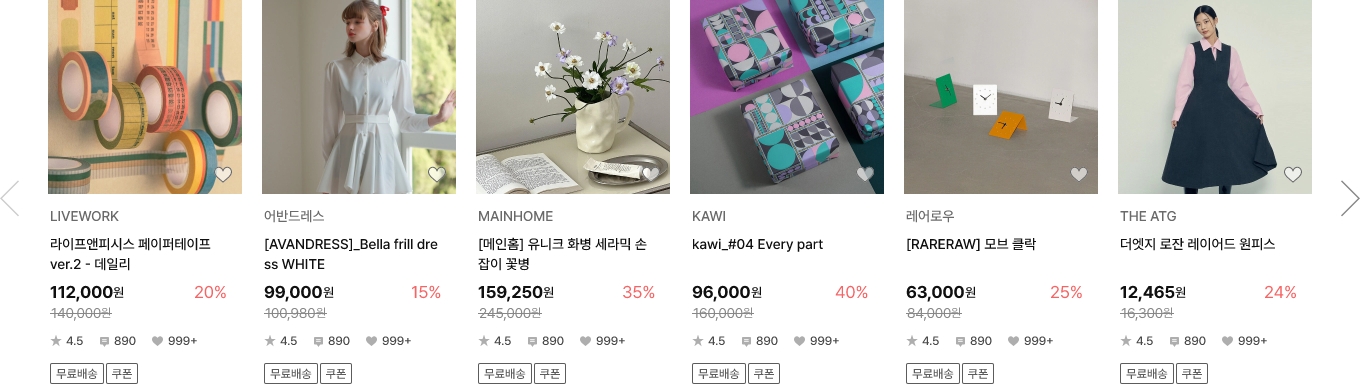 LIVEWORK
라이프앤피시스 페이퍼테이프
ver.2 - 데일리
112,000원 20%
140,000원
4.5 890 999+
무료배송 쿠폰
어반드레스
[AVANDRESS]_Bella frill dre
ss WHITE
99,000원 15%
100,980원
4.5 890 999+
무료배송 쿠폰
MAINHOME
[메인홈] 유니크 화병 세라믹 손
잡이 꽃병
159,250원 35%
245,000원
4.5 890 999+
무료배송 쿠폰
KAWI
kawi_#04 Every part
96,000원 40%
160,000원
4.5 890 999+
무료배송 쿠폰
레어로우
[RARERAW] 모브 클락
63,000원 25%
84,000원
4.5 890 999+
무료배송 쿠폰
THE ATG
더엣지 로잔 레이어드 원피스
12,465원 24%
16,300원
4.5 890 999+
무료배송 쿠폰